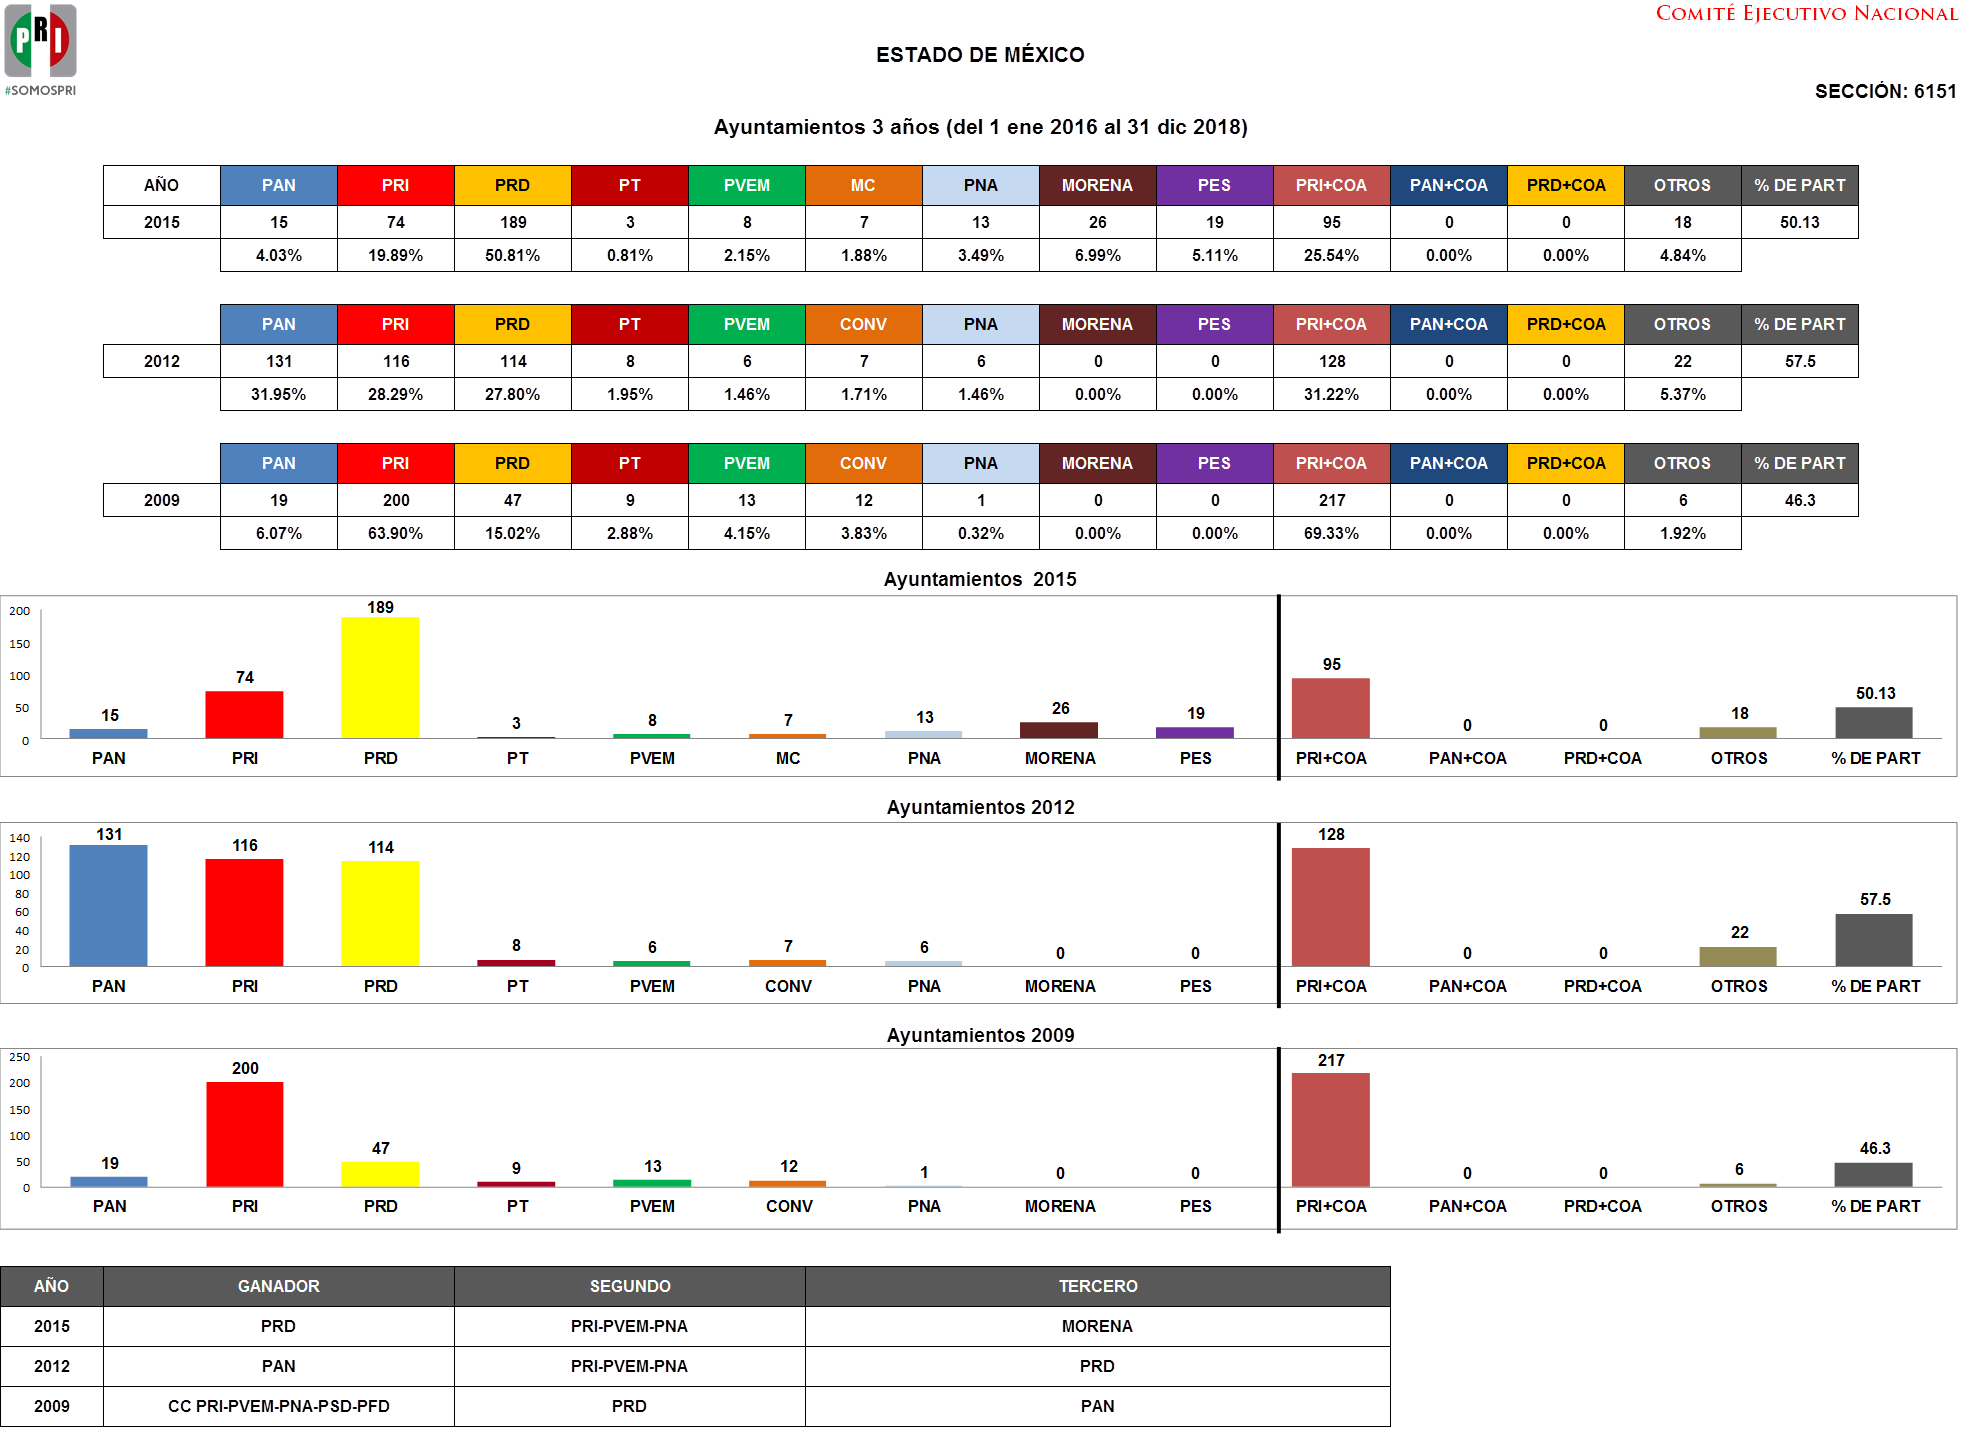 PRI
#SOMOSPRI
COMITÉ EJECUTIVO NACIONAL
ESTADO DE MÉXICO
SECCIÓN: 6151
Ayuntamientos 3 años (del 1 ene 2016 al 31 dic 2018)
AÑO PAN PRI PRD PT PVEM MC PNA MORENA PES PRI+COA PAN+COA PRD+COA OTROS % DE PART
2015 15 74 189 3 8 7 13 26 19 95 0 0 18 50.13
4.03% 19.89% 50.81% 0.81% 2.15% 1.88% 3.49% 6.99% 5.11% 25.54% 0.00% 0.00% 4.84%
PAN PRI PRD PT PVEM CONV PNA MORENA PES PRI+COA PAN+COA PRD+COA OTROS % DE PART
2012 131 116 114 8 6 7 6 0 0 128 0 0 22 57.5
31.95% 28.29% 27.80% 1.95% 1.46% 1.71% 1.46% 0.00% 0.00% 31.22% 0.00% 0.00% 5.37%
PAN PRI PRD PT PVEM CONV PNA MORENA PES PRI+COA PAN+COA PRD+COA OTROS % DE PART
2009 19 200 47 9 13 12 1 0 0 217 0 0 6 46.3
6.07% 63.90% 15.02% 2.88% 4.15% 3.83% 0.32% 0.00% 0.00% 69.33% 0.00% 0.00% 1.92%
Ayuntamientos 2015
200
150
100
50
0
15 74 189 3 8 7 13 26 19 95 0 0 18 50.13
PAN PRI PRD PT PVEM MC PNA MORENA PES PRI+COA PAN+COA PRD+COA OTROS % DE PART
Ayuntamientos 2012
140
120
100
80
60
40
20
0
131 116 114 8 6 7 6 0 0 128 0 0 22 57.5
PAN PRI PRD PT PVEM CONV PNA MORENA PES PRI+COA PAN+COA PRD+COA OTROS % DE PART
Ayuntamientos 2009
250
200
150
100
50
0
19 200 47 9 13 12 1 0 0 217 0 0 6 46.3
PAN PRI PRD PT PVEM CONV PNA MORENA PES PRI+COA PAN+COA PRD+COA OTROS % DE PART
AÑO GANADOR SEGUNDO TERCERO
2015 PRD PRI-PVEM-PNA MORENA
2012 PAN PRI-PVEM-PNA PRD
2009 CC PRI-PVEM-PNA-PSD-PFD PRD PAN